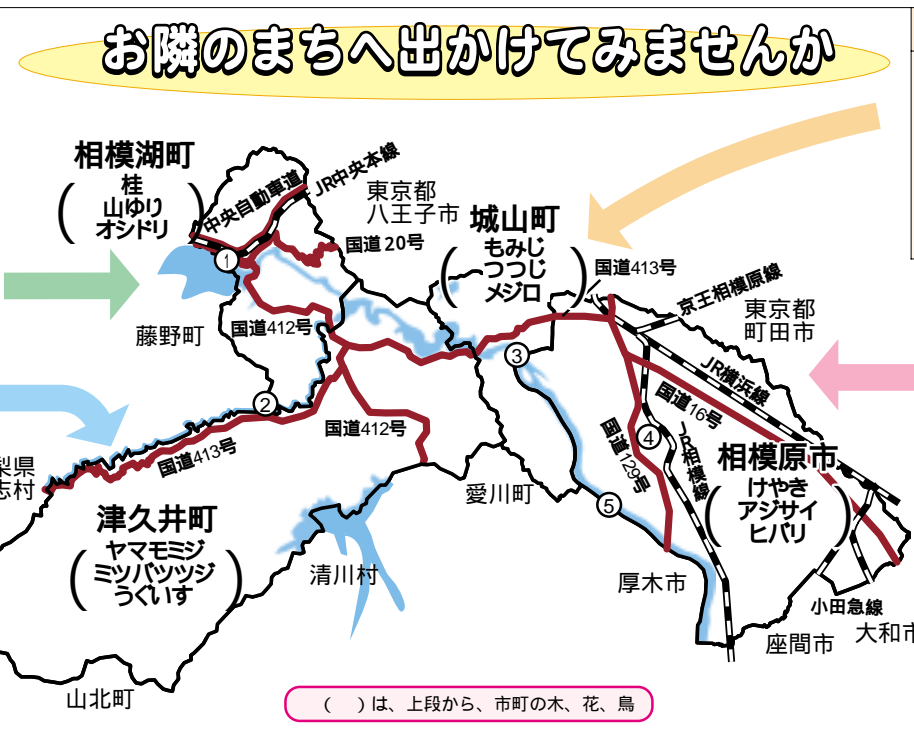 お隣のまちへ出かけてみませんか
相模湖町
桂
山ゆり
オシドリ
中央自動車道
JR中央本線
東京都
八王子市
国道20号
城山町
もみじ
つつじ
メジロ
国道413号
京王相模原線
東京都
町田市
①
藤野町
国道412号
③
JR横浜線
国道16号
②
国道412号
国道413号
国道129号
④
JR相模線
相模原市
けやき
アジサイ
ヒバリ
梨県
志村
愛川町
⑤
津久井町
ヤマモミジ
ミツバツツジ
うぐいす
清川村
厚木市
小田急線
座間市
大和市
山北町
（　）は、上段から、市町の木、花、鳥